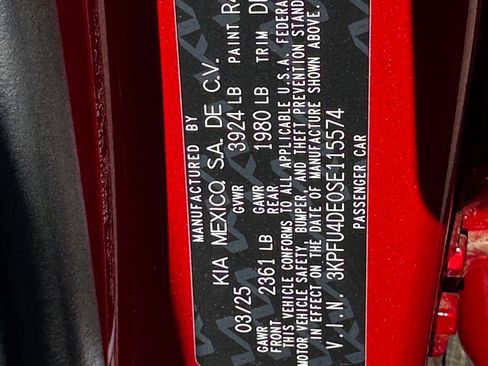 MANUFACTURED BY
KIA MEXICO, S.A. DE C.V.
03/25 GVWR 3924 LB PAINT
GAWR FRONT 2361 LB GAWR REAR 1980 LB TRIM
THIS VEHICLE CONFORMS TO ALL APPLICABLE U.S.A. FEDERA
MOTOR VEHICLE SAFETY, BUMPER, AND THEFT PREVENTION STAND
IN EFFECT ON THE DATE OF MANUFACTURE SHOWN ABOVE.
V.I.N. 3KPFU4DE0SE115574
PASSENGER CAR